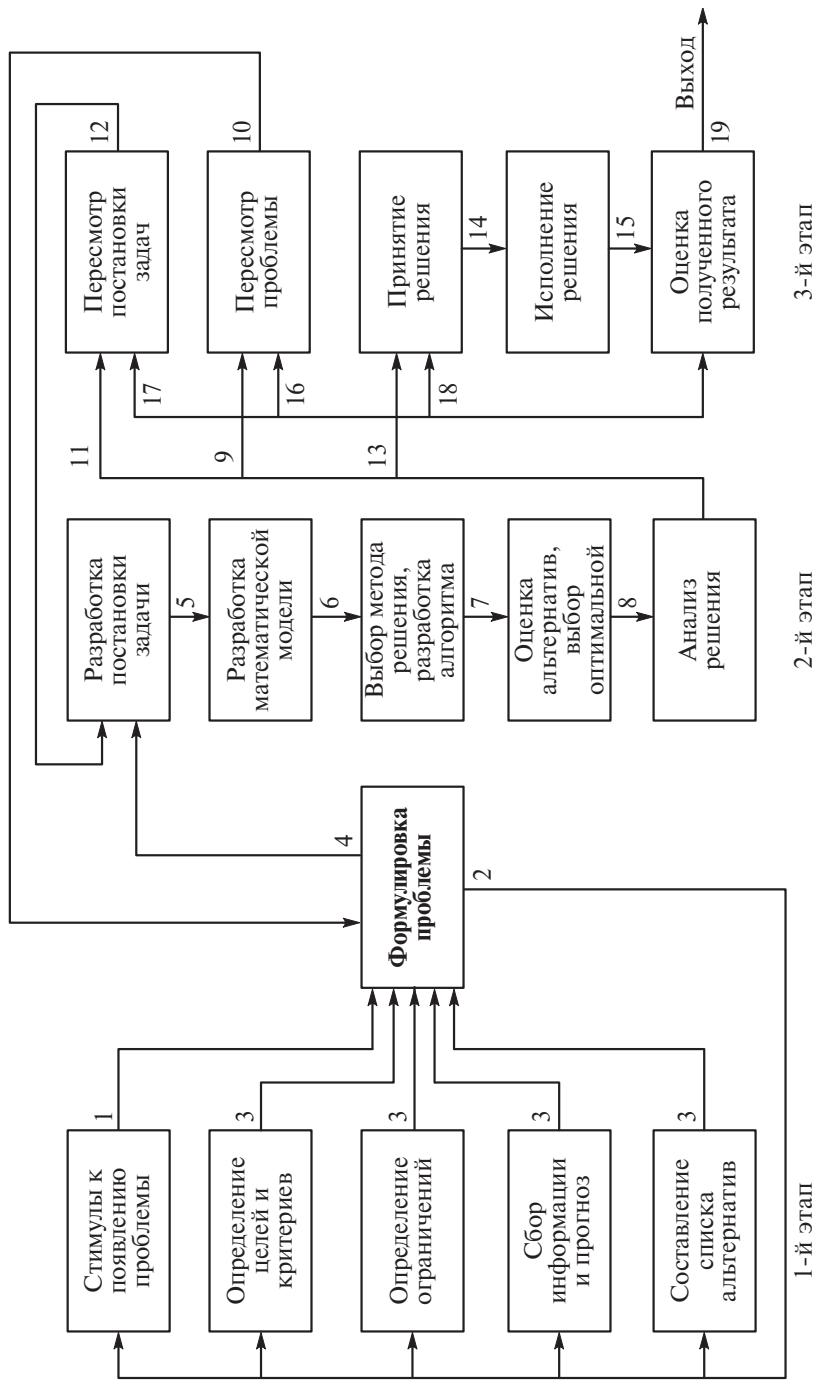 Стимулы к
появлению
проблемы
1
Определение
целей и
критериев
3
Определение
ограничений
3
Сбор
информации
и прогноз
3
Составление
списка
альтернатив
3
1-й этап
Формулировка
проблемы
2
4
Разработка
постановки
задачи
5
Разработка
математической
модели
6
Выбор метода
решения,
разработка
алгоритма
7
Оценка
альтернатив,
выбор
оптимальной
8
Анализ
решения
2-й этап
11
17
9
16
13
18
Пересмотр
постановки
задач
12
Пересмотр
проблемы
10
Принятие
решения
14
Исполнение
решения
15
Оценка
полученного
результата
19
Выход
3-й этап